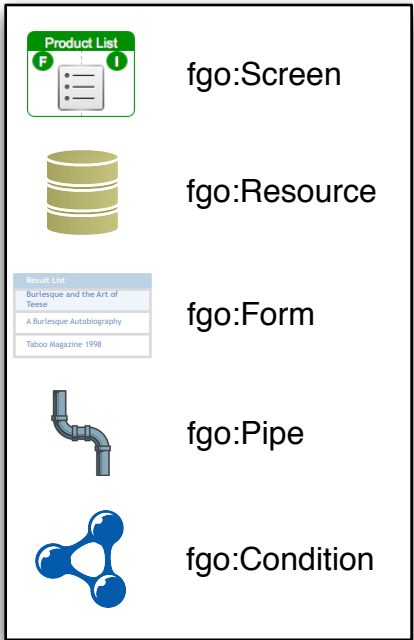 Product List
F
I
fgo:Screen
fgo:Resource
Result List
Burlesque and the Art of
Teese
A Burlesque Autobiography
Taboo Magazine 1998
fgo:Form
fgo:Pipe
fgo:Condition